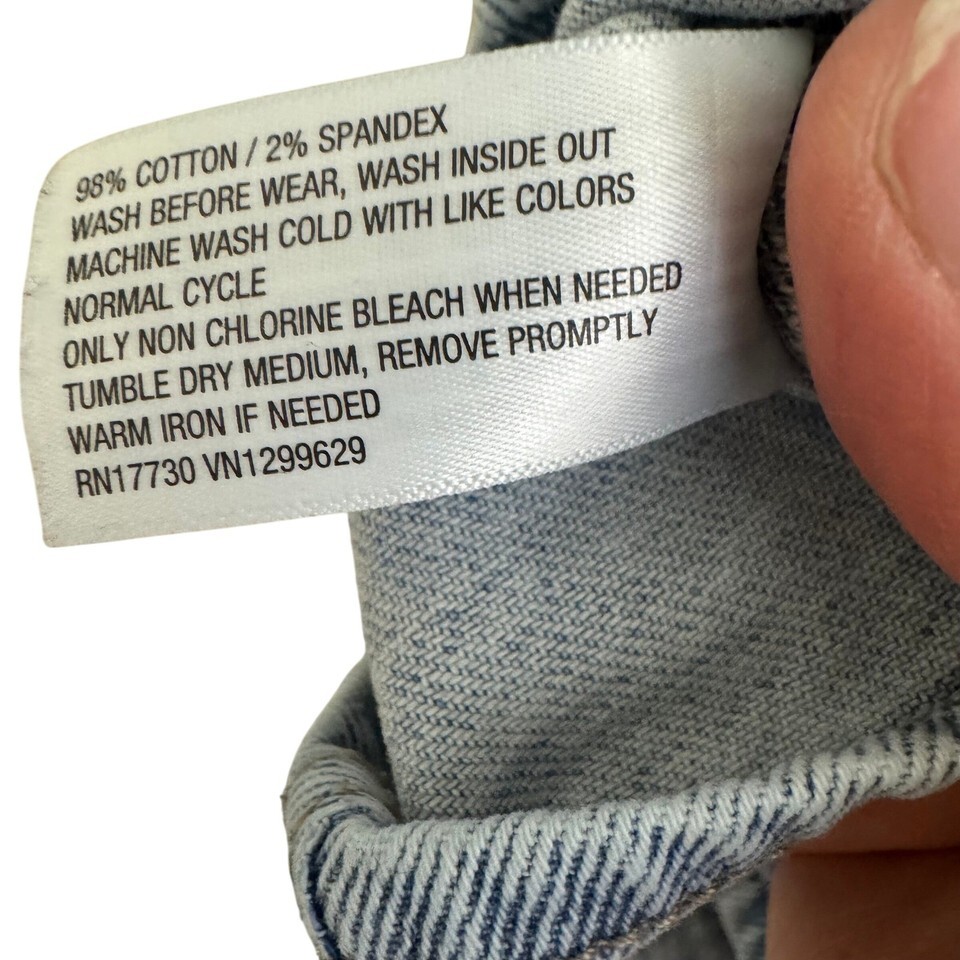 98% COTTON / 2% SPANDEX
WASH BEFORE WEAR, WASH INSIDE OUT
MACHINE WASH COLD WITH LIKE COLORS
NORMAL CYCLE
ONLY NON CHLORINE BLEACH WHEN NEEDED
TUMBLE DRY MEDIUM, REMOVE PROMPTLY
WARM IRON IF NEEDED
RN17730 VN1299629